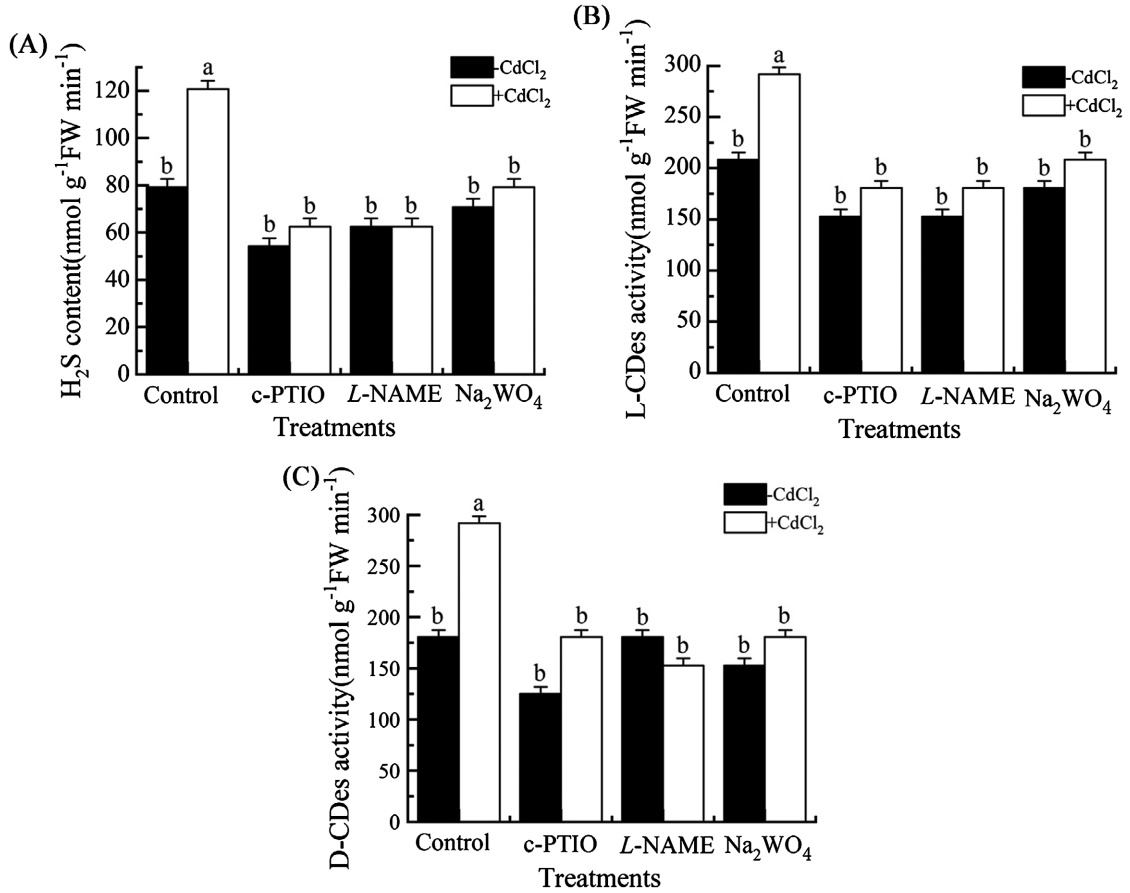 (A)
H₂S content(nmol g⁻¹FW min⁻¹)
120
100
80
60
40
20
0
-CdCl₂
+CdCl₂
b a b b b b b b
Control c-PTIO L-NAME Na₂WO₄
Treatments
(B)
L-CDes activity(nmol g⁻¹FW min⁻¹)
300
250
200
150
100
50
0
-CdCl₂
+CdCl₂
b a b b b b b b
Control c-PTIO L-NAME Na₂WO₄
Treatments
(C)
D-CDes activity(nmol g⁻¹FW min⁻¹)
300
250
200
150
100
50
0
-CdCl₂
+CdCl₂
b a b b b b b b
Control c-PTIO L-NAME Na₂WO₄
Treatments